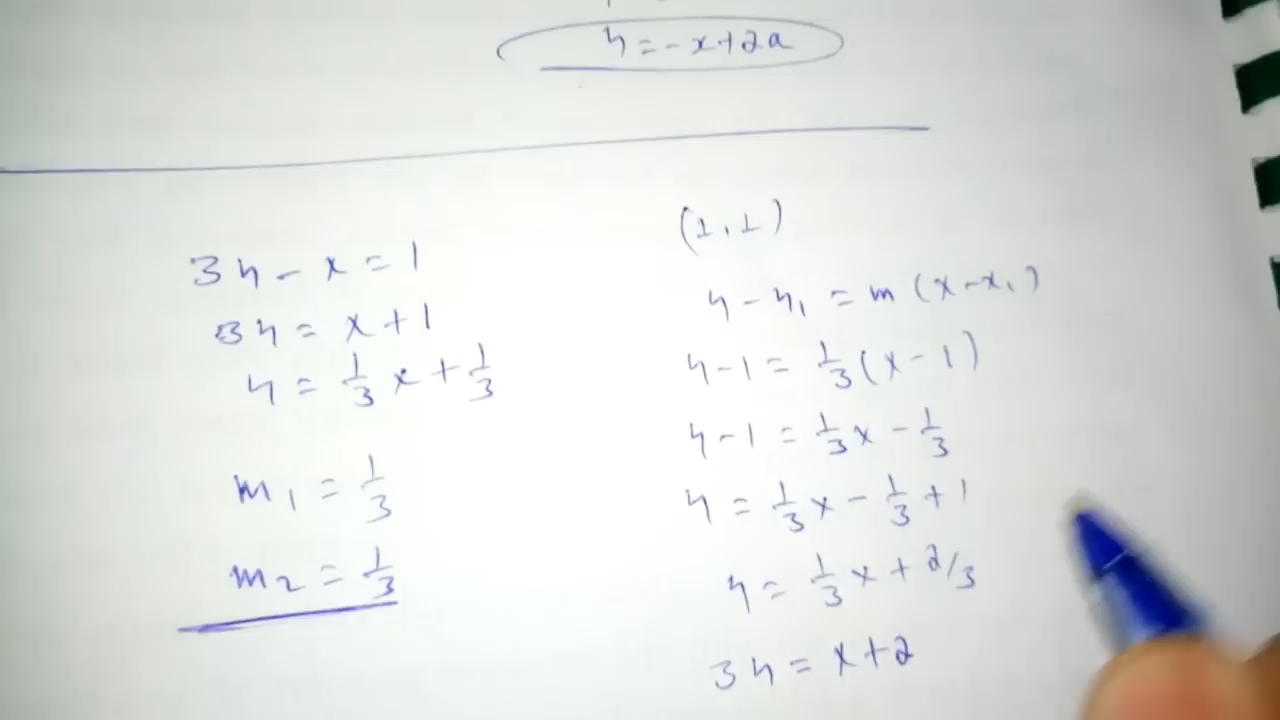 y = -x+2a
3y - x = 1
3y = x+1
y = 1/3 x + 1/3
m₁ = 1/3
m₂ = 1/3
(1,1)
y - y₁ = m (x-x₁)
y-1 = 1/3 (x-1)
y-1 = 1/3 x - 1/3
y = 1/3 x - 1/3 + 1
y = 1/3 x + 2/3
3y = x+2